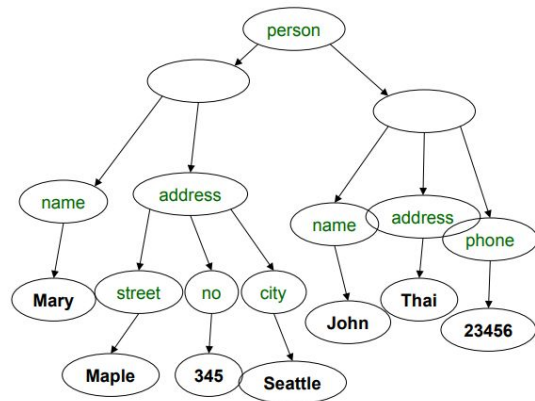 person
name
address
name
address
phone
Mary
street
no
city
John
Thai
23456
Maple
345
Seattle